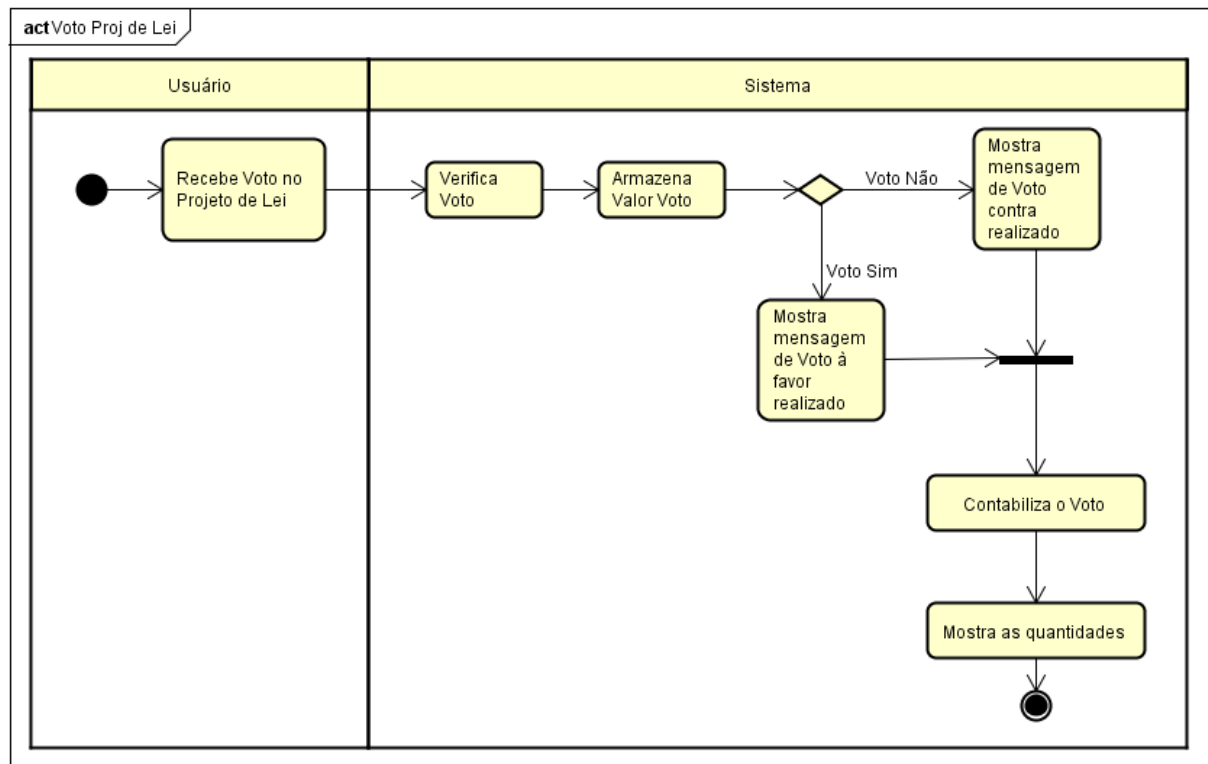 act Voto Proj de Lei
Usuário
Sistema
Recebe Voto no
Projeto de Lei
Verifica
Voto
Armazena
Valor Voto
Voto Não
Mostra
mensagem
de Voto
contra
realizado
Voto Sim
Mostra
mensagem
de Voto à
favor
realizado
Contabiliza o Voto
Mostra as quantidades